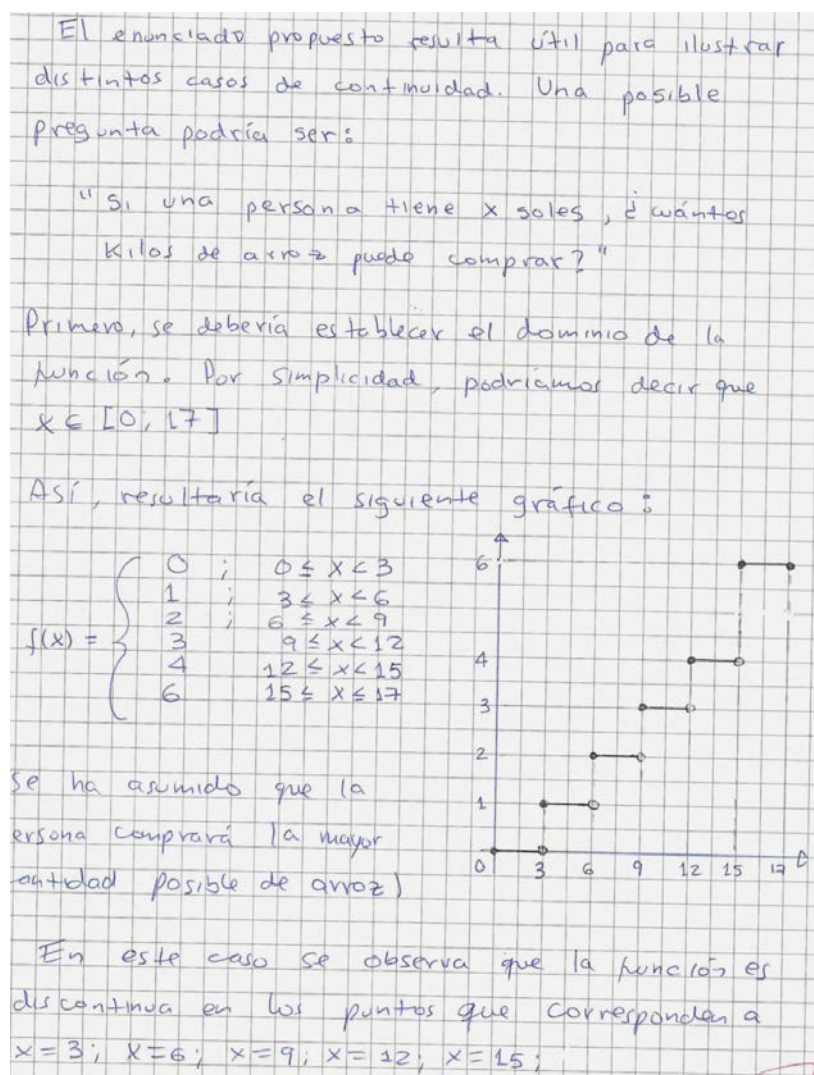 El enunciado propuesto resulta útil para ilustrar
distintos casos de continuidad. Una posible
pregunta podría ser:
"Si una persona tiene x soles, ¿cuántos
Kilos de arroz puede comprar?"
Primero, se debería establecer el dominio de la
función. Por simplicidad, podríamos decir que
x ∈ [0; 17]
Así, resultaría el siguiente gráfico:
f(x) =
0 ; 0 ≤ x < 3
1 ; 3 ≤ x < 6
2 ; 6 ≤ x < 9
3 9 ≤ x < 12
4 12 ≤ x < 15
6 15 ≤ x ≤ 17
6
4
3
2
1
0 3 6 9 12 15 17
se ha asumido que la
ersona comprará la mayor
antidad posible de arroz)
En este caso se observa que la función es
discontinua en los puntos que corresponden a
x = 3; x = 6; x = 9; x = 12; x = 15;